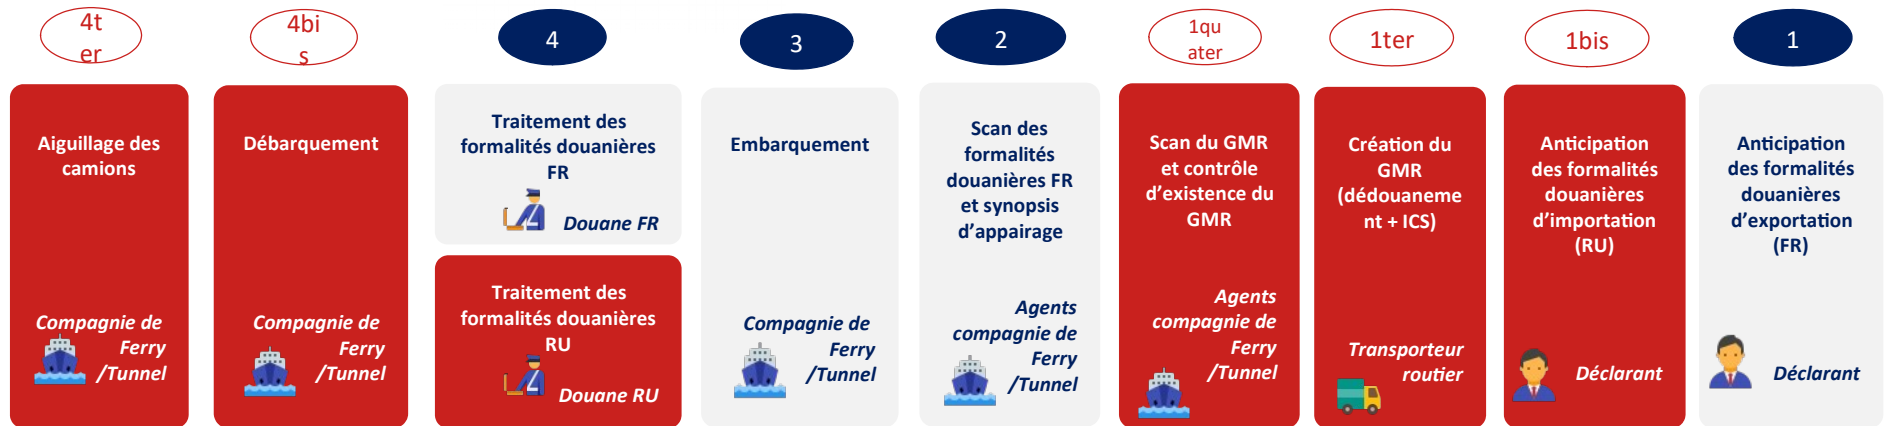 4t
er
Aiguillage des
camions
Compagnie de
Ferry
/Tunnel
4bi
s
Débarquement
Compagnie de
Ferry
/Tunnel
4
Traitement des
formalités douanières
FR
Douane FR
Traitement des
formalités douanières
RU
Douane RU
3
Embarquement
Compagnie de
Ferry
/Tunnel
2
Scan des
formalités
douanières FR
et synopsis
d’appairage
Agents
compagnie de
Ferry
/Tunnel
1qu
ater
Scan du GMR
et contrôle
d’existence du
GMR
Agents
compagnie de
Ferry
/Tunnel
1ter
Création du
GMR
(dédouaneme
nt + ICS)
Transporteur
routier
1bis
Anticipation
des formalités
douanières
d’importation
(RU)
Déclarant
1
Anticipation
des formalités
douanières
d’exportation
(FR)
Déclarant